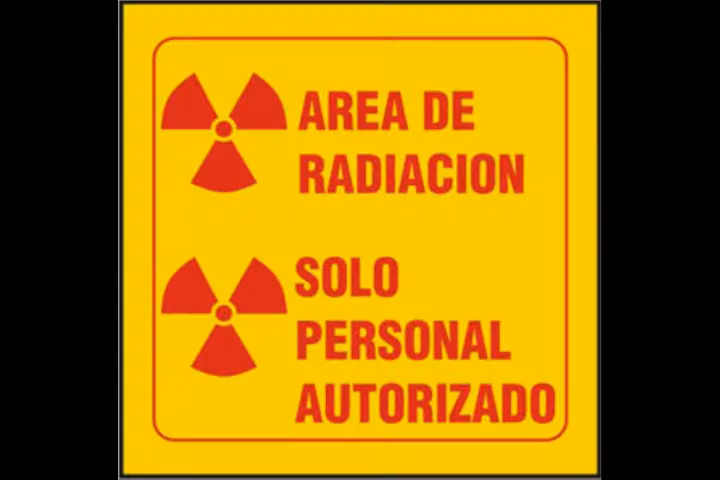 AREA DE
RADIACION
SOLO
PERSONAL
AUTORIZADO